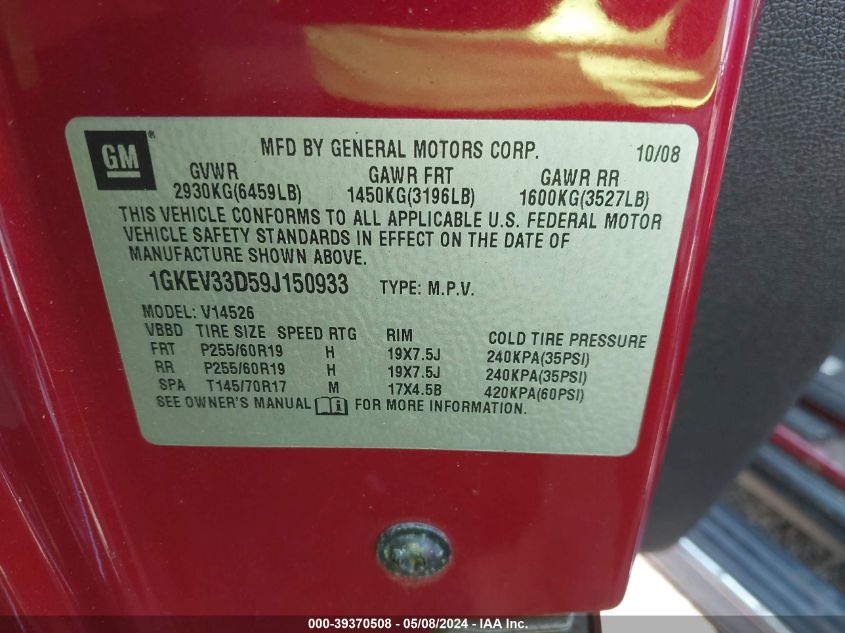 GM ®
MFD BY GENERAL MOTORS CORP. 10/08
GVWR GAWR FRT GAWR RR
2930KG(6459LB) 1450KG(3196LB) 1600KG(3527LB)
THIS VEHICLE CONFORMS TO ALL APPLICABLE U.S. FEDERAL MOTOR
VEHICLE SAFETY STANDARDS IN EFFECT ON THE DATE OF
MANUFACTURE SHOWN ABOVE.
1GKEV33D59J150933 TYPE: M.P.V.
MODEL: V14526
VBBD TIRE SIZE SPEED RTG RIM COLD TIRE PRESSURE
FRT P255/60R19 H 19X7.5J 240KPA(35PSI)
RR P255/60R19 H 19X7.5J 240KPA(35PSI)
SPA T145/70R17 M 17X4.5B 420KPA(60PSI)
SEE OWNER'S MANUAL i FOR MORE INFORMATION.
000-39370508 - 05/08/2024 - IAA Inc.